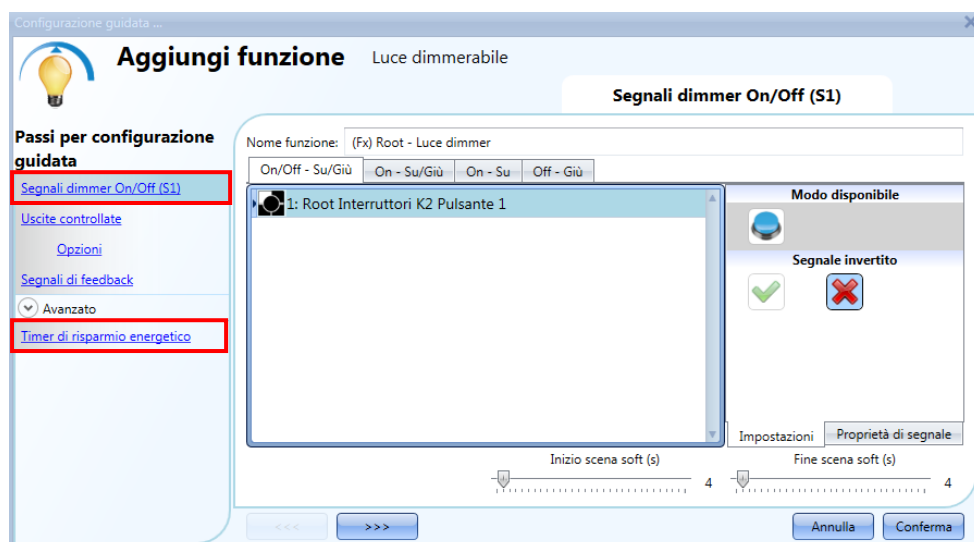 Configurazione guidata ...
Aggiungi funzione
Luce dimmerabile
Segnali dimmer On/Off (S1)
Passi per configurazione
guidata
Segnali dimmer On/Off (S1)
Uscite controllate
Opzioni
Segnali di feedback
Avanzato
Timer di risparmio energetico
Nome funzione: (Fx) Root - Luce dimmer
On/Off - Su/Giù
On - Su/Giù
On - Su
Off - Giù
1: Root Interruttori K2 Pulsante 1
Modo disponibile
Segnale invertito
Impostazioni
Proprietà di segnale
Inizio scena soft (s)
4
Fine scena soft (s)
4
<<<
>>>
Annulla
Conferma